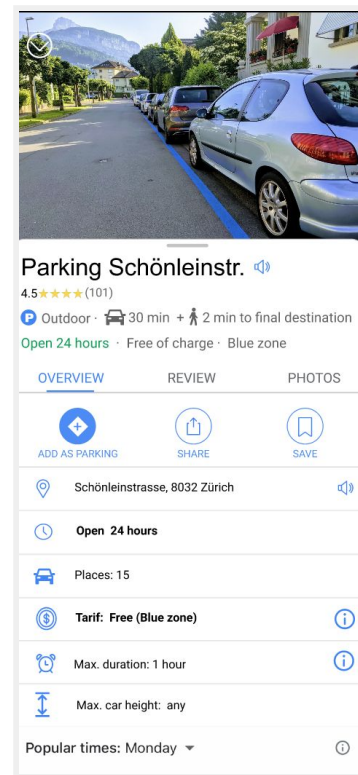 Parking Schönleinstr.
4.5 (101)
P Outdoor · 30 min + 2 min to final destination
Open 24 hours · Free of charge · Blue zone
OVERVIEW REVIEW PHOTOS
ADD AS PARKING SHARE SAVE
Schönleinstrasse, 8032 Zürich
Open 24 hours
Places: 15
Tarif: Free (Blue zone)
Max. duration: 1 hour
Max. car height: any
Popular times: Monday